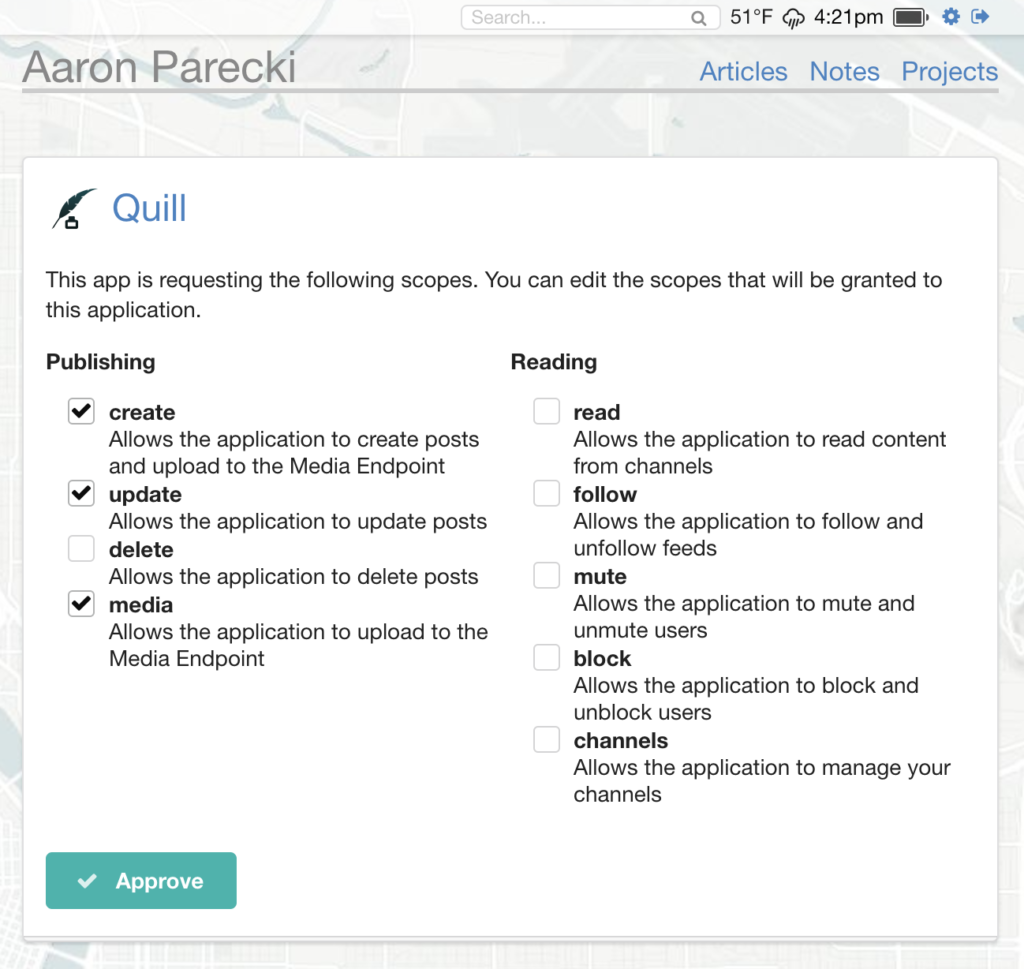 Search...
51°F 4:21pm
Aaron Parecki
Articles Notes Projects
Quill
This app is requesting the following scopes. You can edit the scopes that will be granted to
this application.
Publishing
create
Allows the application to create posts
and upload to the Media Endpoint
update
Allows the application to update posts
delete
Allows the application to delete posts
media
Allows the application to upload to the
Media Endpoint
Reading
read
Allows the application to read content
from channels
follow
Allows the application to follow and
unfollow feeds
mute
Allows the application to mute and
unmute users
block
Allows the application to block and
unblock users
channels
Allows the application to manage your
channels
Approve